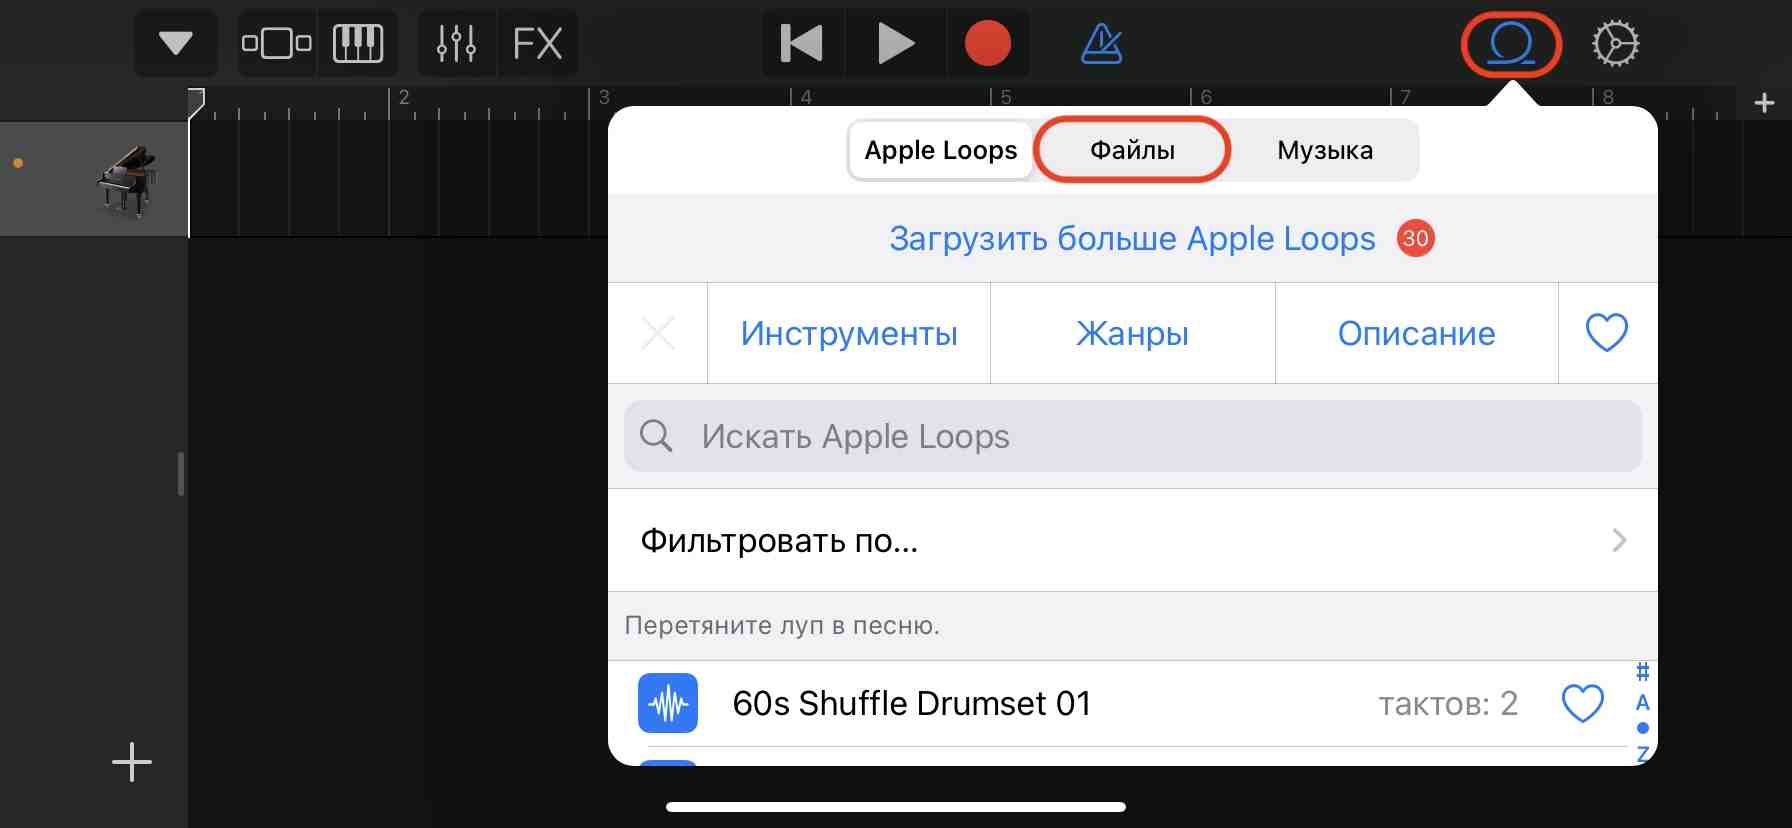 FX
2 3 4 5 6 7 8
Apple Loops Файлы Музыка
Загрузить больше Apple Loops 30
Инструменты Жанры Описание
Искать Apple Loops
Фильтровать по...
Перетяните луп в песню.
#
60s Shuffle Drumset 01 тактов: 2 A
Z